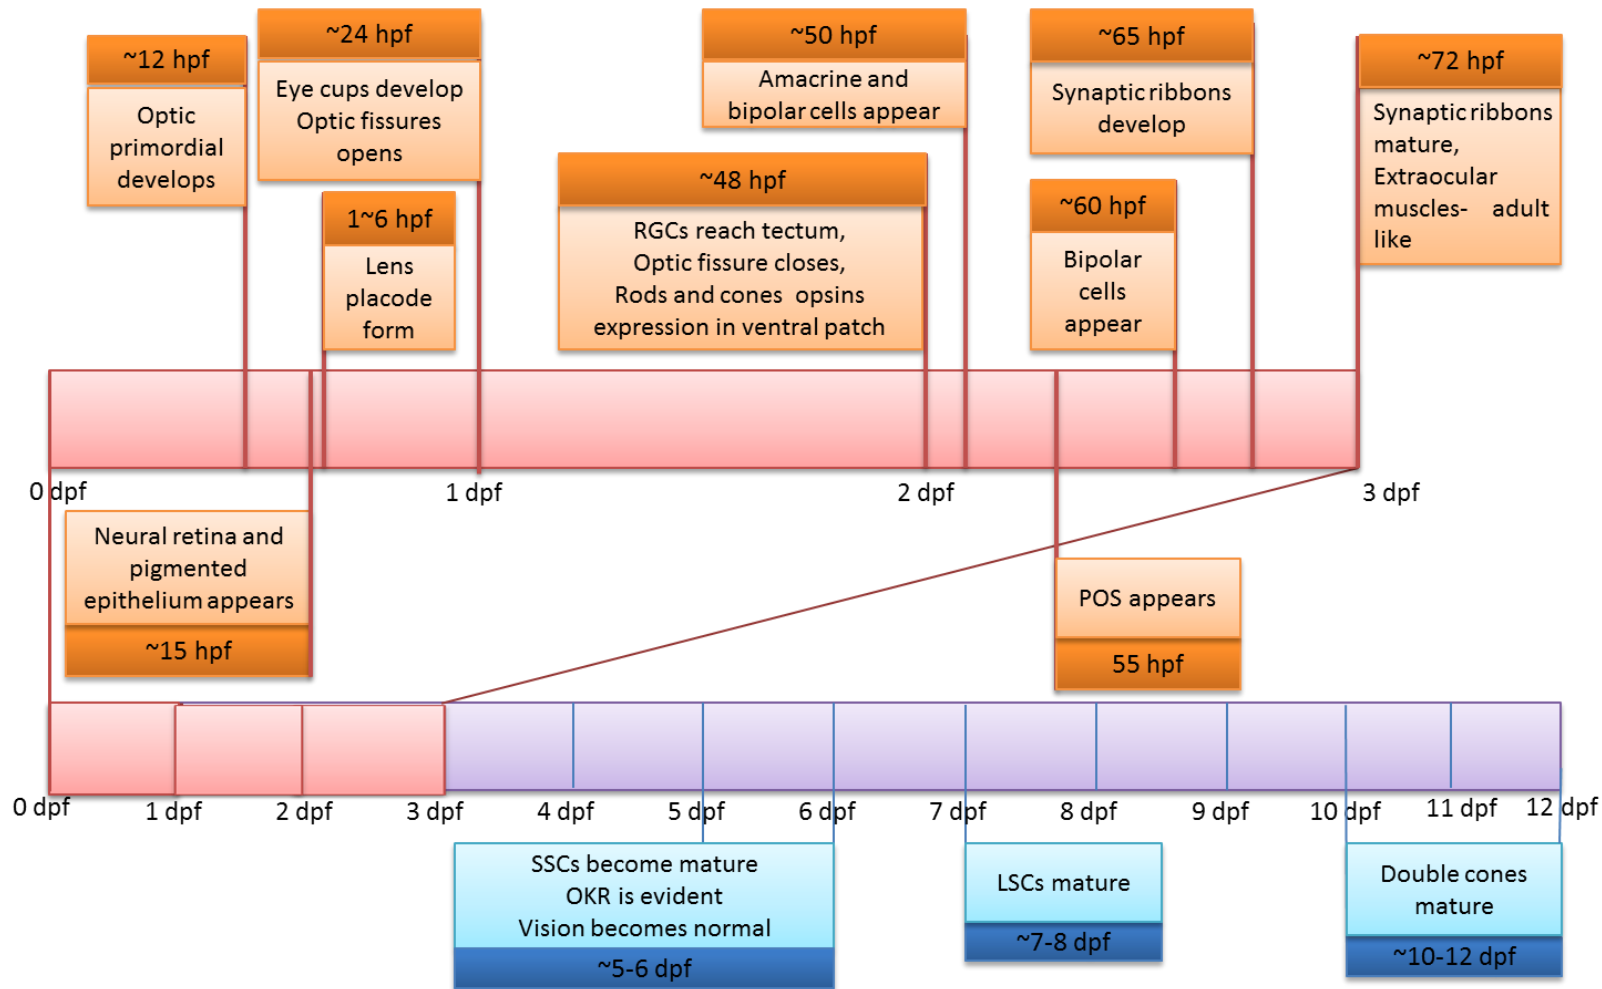 ~12 hpf
Optic
primordial
develops
~24 hpf
Eye cups develop
Optic fissures
opens
1~6 hpf
Lens
placode
form
~48 hpf
RGCs reach tectum,
Optic fissure closes,
Rods and cones opsins
expression in ventral patch
~50 hpf
Amacrine and
bipolar cells appear
~60 hpf
Bipolar
cells
appear
~65 hpf
Synaptic ribbons
develop
~72 hpf
Synaptic ribbons
mature,
Extraocular
muscles- adult
like
0 dpf
1 dpf
2 dpf
3 dpf
Neural retina and
pigmented
epithelium appears
~15 hpf
POS appears
55 hpf
0 dpf
1 dpf
2 dpf
3 dpf
4 dpf
5 dpf
6 dpf
7 dpf
8 dpf
9 dpf
10 dpf
11 dpf
12 dpf
SSCs become mature
OKR is evident
Vision becomes normal
~5-6 dpf
LSCs mature
~7-8 dpf
Double cones
mature
~10-12 dpf